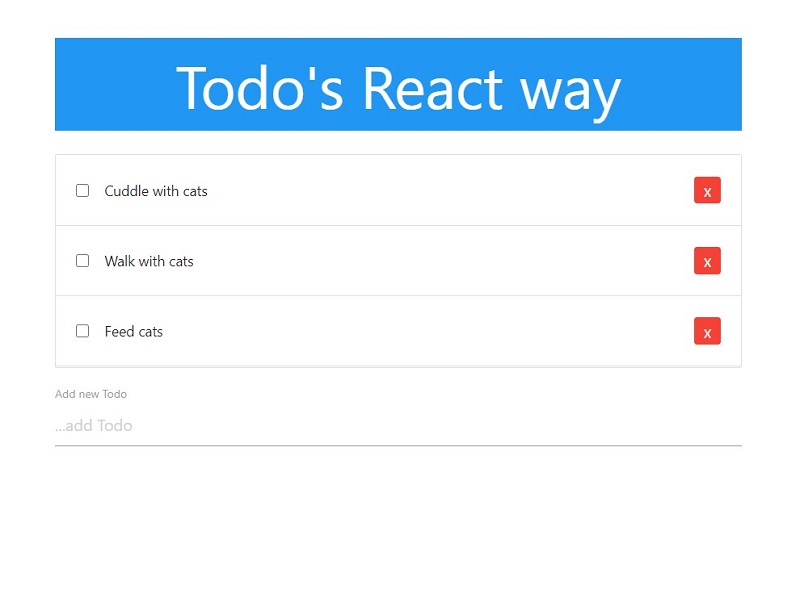 Todo's React way
Cuddle with cats
x
Walk with cats
x
Feed cats
x
Add new Todo
...add Todo